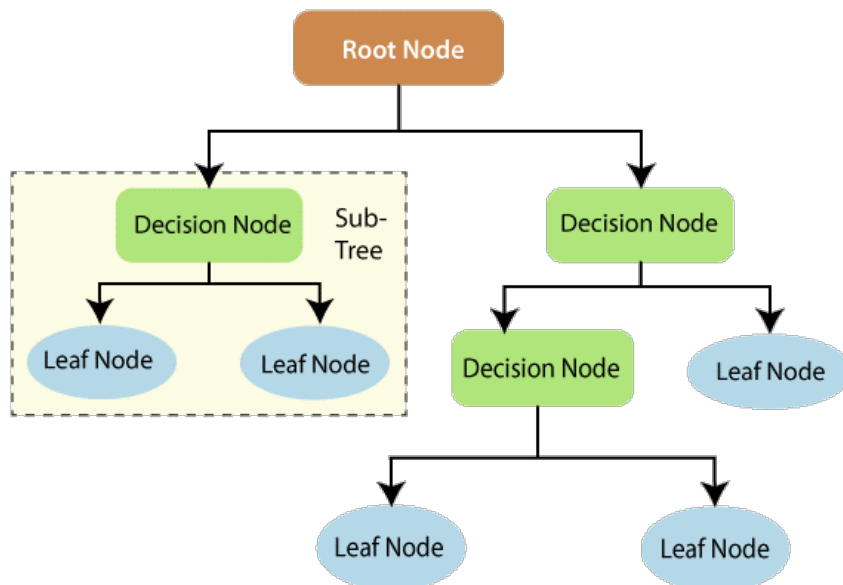 Root Node
Decision Node
Sub-
Tree
Decision Node
Leaf Node
Leaf Node
Decision Node
Leaf Node
Leaf Node
Leaf Node